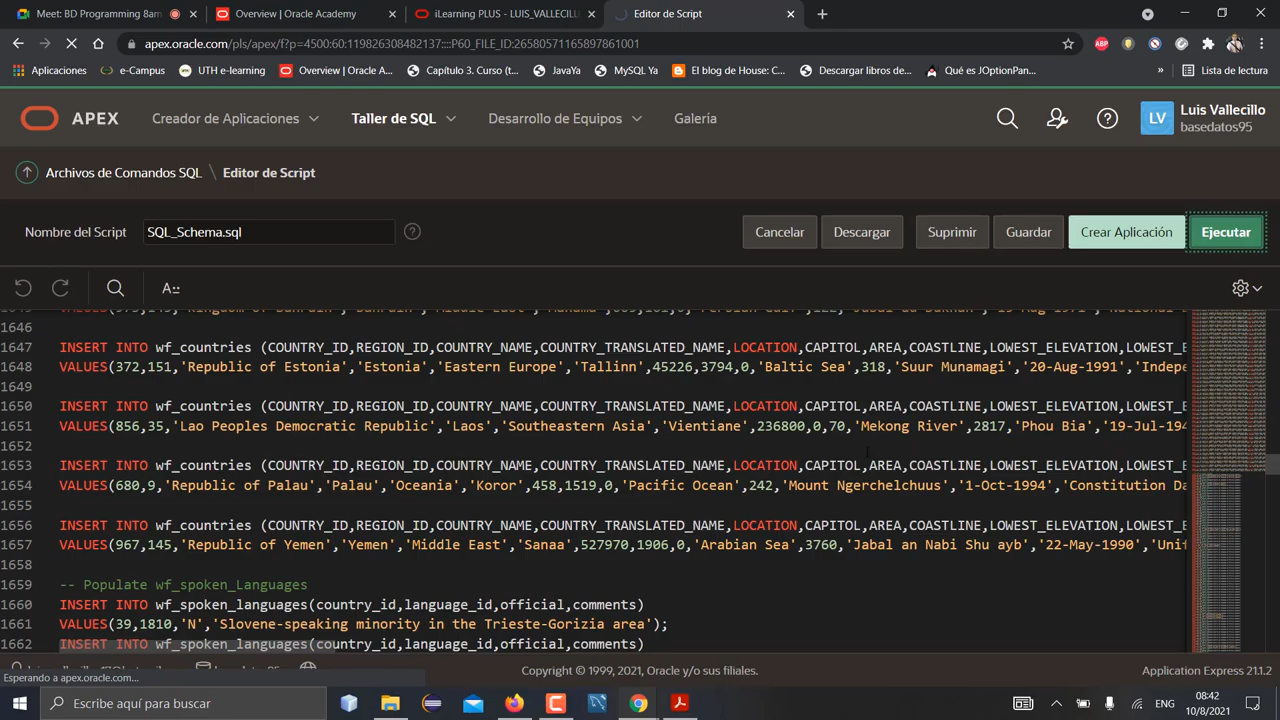 Meet: BD Programming 8am
Overview | Oracle Academy
iLearning PLUS - LUIS_VALLECILL
Editor de Script
apex.oracle.com/pls/apex/f?p=4500:60:119826308482137::::P60_FILE_ID:26580571165897861001
Aplicaciones
e-Campus
UTH e-learning
Overview | Oracle A...
Capítulo 3. Curso (t...
JavaYa
MySQL Ya
El blog de House: C...
Descargar libros de...
Qué es JOptionPan...
»
Lista de lectura
APEX
Creador de Aplicaciones
Taller de SQL
Desarrollo de Equipos
Galería
LV
Luis Vallecillo
basedatos95
Archivos de Comandos SQL \ Editor de Script
Nombre del Script
SQL_Schema.sql
Cancelar
Descargar
Suprimir
Guardar
Crear Aplicación
Ejecutar
1646
1647 INSERT INTO wf_countries (COUNTRY_ID,REGION_ID,COUNTRY_NAME,COUNTRY_TRANSLATED_NAME,LOCATION,CAPITOL,AREA,COASTLINE,LOWEST_ELEVATION,LOWEST_E
1648 VALUES(372,151,'Republic of Estonia','Estonia','Eastern Europe','Tallinn',45226,3794,0,'Baltic Sea',318,'Suur Munamagi','20-Aug-1991','Indepe
1649
1650 INSERT INTO wf_countries (COUNTRY_ID,REGION_ID,COUNTRY_NAME,COUNTRY_TRANSLATED_NAME,LOCATION,CAPITOL,AREA,COASTLINE,LOWEST_ELEVATION,LOWEST_E
1651 VALUES(856,35,'Lao Peoples Democratic Republic','Laos','Southeastern Asia','Vientiane',236800,0,70,'Mekong River',2817,'Phou Bia','19-Jul-194
1652
1653 INSERT INTO wf_countries (COUNTRY_ID,REGION_ID,COUNTRY_NAME,COUNTRY_TRANSLATED_NAME,LOCATION,CAPITOL,AREA,COASTLINE,LOWEST_ELEVATION,LOWEST_E
1654 VALUES(680,9,'Republic of Palau','Palau','Oceania','Koror',458,1519,0,'Pacific Ocean',242,'Mount Ngerchelchuus','1-Oct-1994','Constitution Da
1655
1656 INSERT INTO wf_countries (COUNTRY_ID,REGION_ID,COUNTRY_NAME,COUNTRY_TRANSLATED_NAME,LOCATION,CAPITOL,AREA,COASTLINE,LOWEST_ELEVATION,LOWEST_E
1657 VALUES(967,145,'Republic of Yemen','Yemen','Middle East','Sanaa',527970,1906,0,'Arabian Sea',3760,'Jabal an Nabi Shu ayb','22-May-1990','Unif
1658
1659 -- Populate wf_spoken_Languages
1660 INSERT INTO wf_spoken_languages(country_id,language_id,official,comments)
1661 VALUES(39,1810,'N','Slovene-speaking minority in the Trieste-Gorizia area');
1662 INSERT INTO wf_spoken_languages(country_id,language_id,official,comments)
Copyright © 1999, 2021, Oracle y/o sus filiales.
Application Express 21.1.2
Esperando a apex.oracle.com...
Escribe aquí para buscar
ENG
08:42
10/8/2021